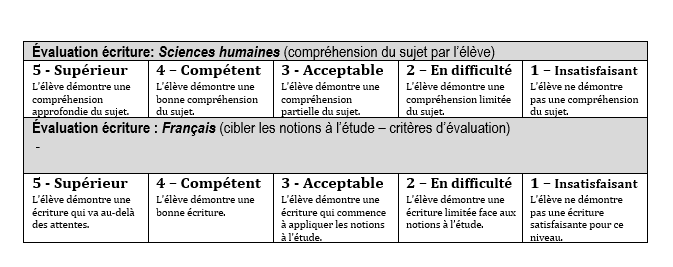 Évaluation écriture: Sciences humaines (compréhension du sujet par l'élève)
5 - Supérieur
L'élève démontre une
compréhension
approfondie du sujet.
4 – Compétent
L'élève démontre une
bonne compréhension
du sujet.
3 - Acceptable
L'élève démontre une
compréhension
partielle du sujet.
2 – En difficulté
L'élève démontre une
compréhension limitée
du sujet.
1 – Insatisfaisant
L'élève ne démontre
pas une compréhension
du sujet.
Évaluation écriture : Français (cibler les notions à l'étude – critères d'évaluation)
-
5 - Supérieur
L'élève démontre une
écriture qui va au-delà
des attentes.
4 – Compétent
L'élève démontre une
bonne écriture.
3 - Acceptable
L'élève démontre une
écriture qui commence
à appliquer les notions
à l'étude.
2 – En difficulté
L'élève démontre une
écriture limitée face aux
notions à l'étude.
1 – Insatisfaisant
L'élève ne démontre
pas une écriture
satisfaisante pour ce
niveau.